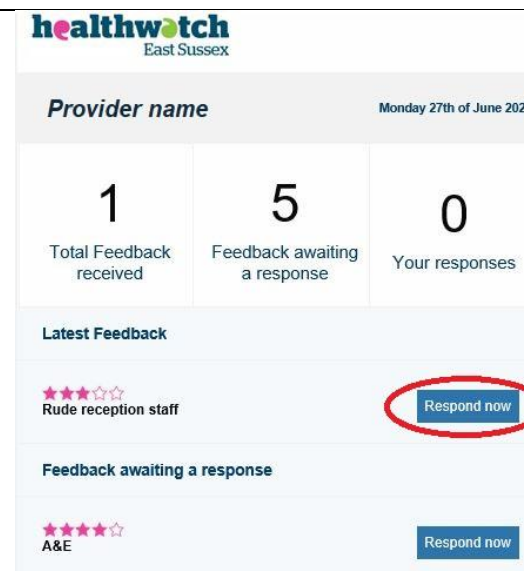 healthwatch
East Sussex
Provider name
Monday 27th of June 202
1
Total Feedback
received
5
Feedback awaiting
a response
0
Your responses
Latest Feedback
Rude reception staff
Respond now
Feedback awaiting a response
A&E
Respond now